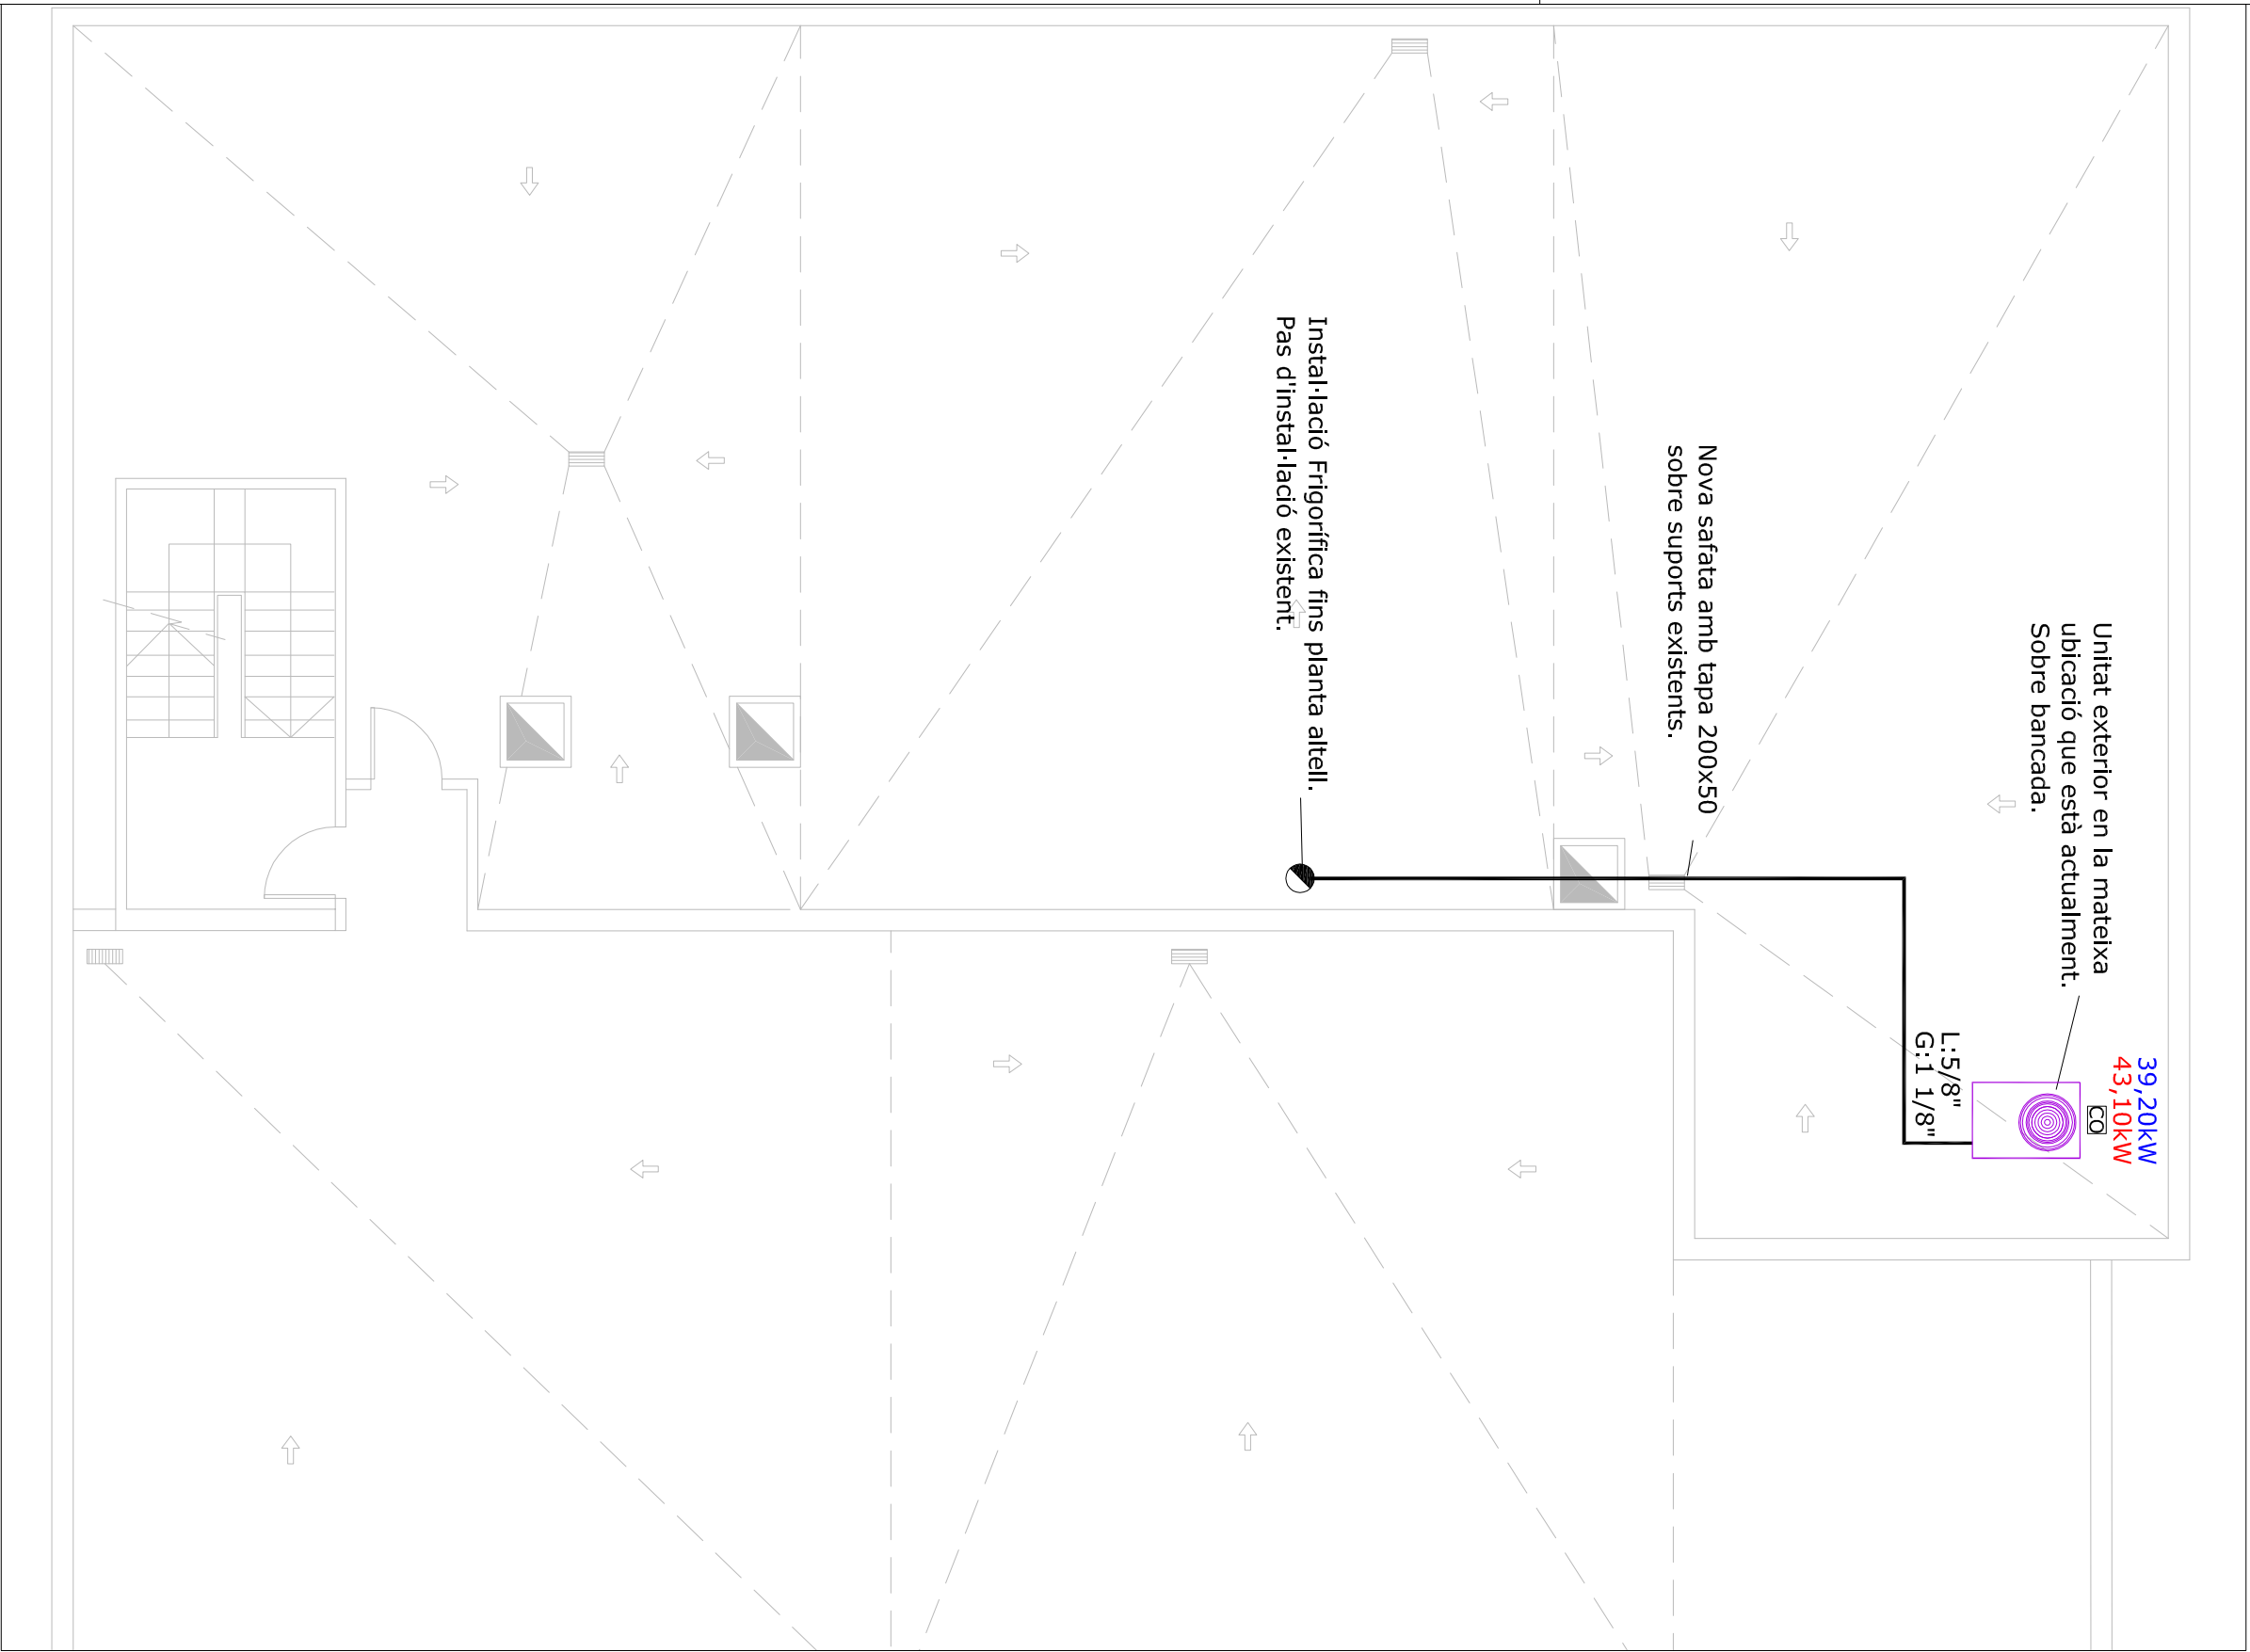 Instal·lació Frigorífica fins planta altell.
Pas d'instal·lació existent.
Nova safata amb tapa 200x50
sobre suports existents.
Unitat exterior en la mateixa
ubicació que està actualment.
Sobre bancada.
L:5/8"
G:1 1/8"
39,20kW
43,10kW
CO